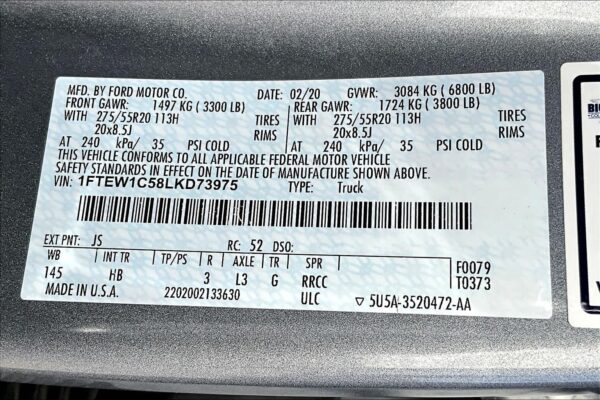 MFD. BY FORD MOTOR CO. DATE: 02/20 GVWR: 3084 KG ( 6800 LB)
FRONT GAWR: 1497 KG ( 3300 LB) REAR GAWR: 1724 KG ( 3800 LB)
WITH 275/55R20 113H TIRES WITH 275/55R20 113H TIRES
20x8.5J RIMS 20x8.5J RIMS
AT 240 kPa/ 35 PSI COLD AT 240 kPa/ 35 PSI COLD
THIS VEHICLE CONFORMS TO ALL APPLICABLE FEDERAL MOTOR VEHICLE
SAFETY STANDARDS IN EFFECT ON THE DATE OF MANUFACTURE SHOWN ABOVE.
VIN: 1FTEW1C58LKD73975 TYPE: Truck
EXT PNT: JS RC: 52 DSO:
WB INT TR TP/PS R AXLE TR SPR F0079
145 HB 3 L3 G RRCC T0373
MADE IN U.S.A. 2202002133630 ULC ▽ 5U5A-3520472-AA